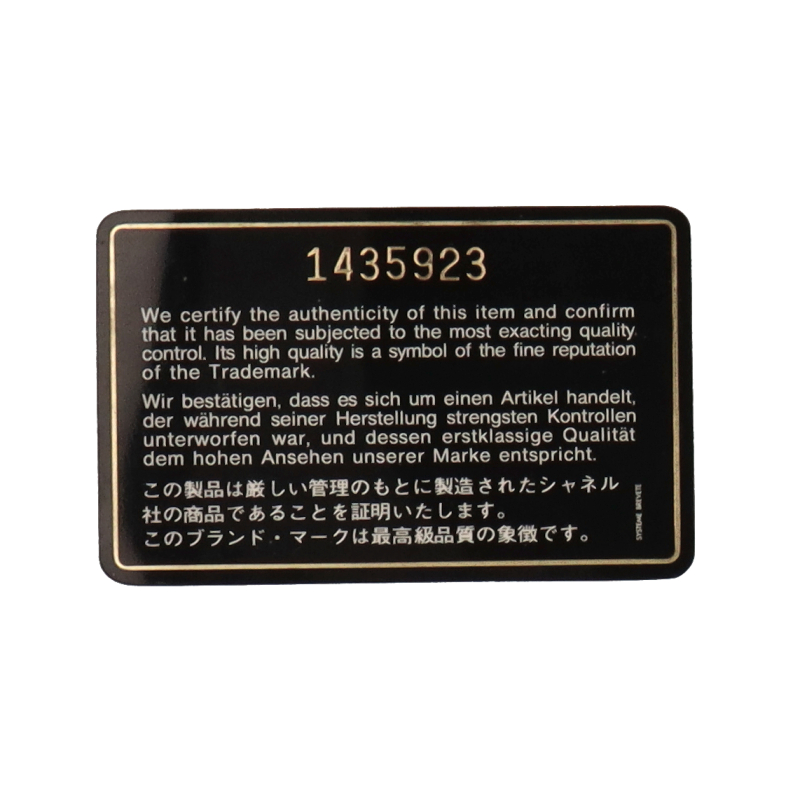 1435923
We certify the authenticity of this item and confirm
that it has been subjected to the most exacting quality
control. Its high quality is a symbol of the fine reputation
of the Trademark.
Wir bestätigen, dass es sich um einen Artikel handelt,
der während seiner Herstellung strengsten Kontrollen
unterworfen war, und dessen erstklassige Qualität
dem hohen Ansehen unserer Marke entspricht.
この製品は厳しい管理のもとに製造されたシャネル
社の商品であることを証明いたします。
このブランド・マークは最高級品質の象徴です。
SYSTEME BREVETE